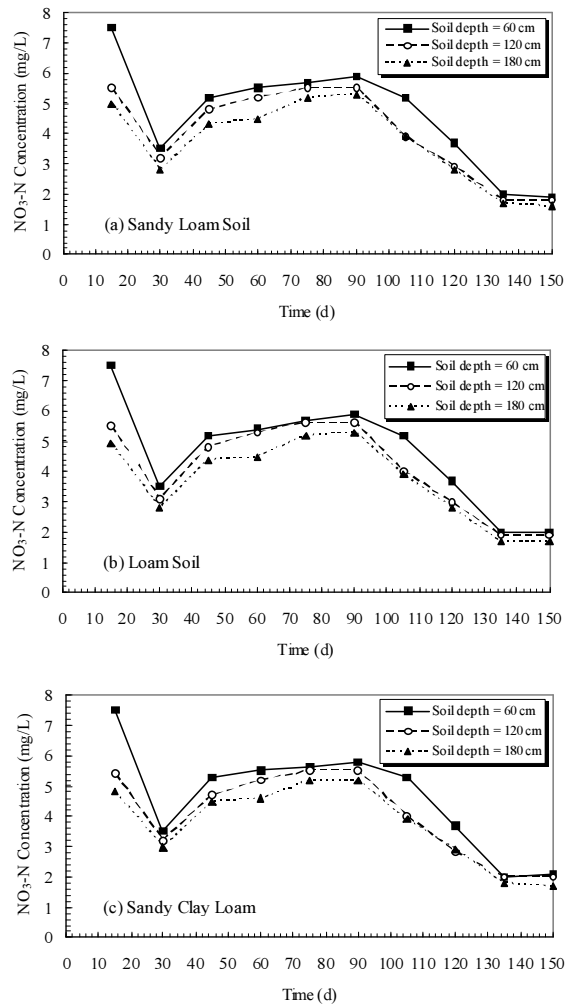 8
7
6
5
4
3
2
1
0
NO3-N Concentration (mg/L)
Soil depth = 60 cm
Soil depth = 120 cm
Soil depth = 180 cm
(a) Sandy Loam Soil
0 10 20 30 40 50 60 70 80 90 100 110 120 130 140 150
Time (d)
8
7
6
5
4
3
2
1
0
NO3-N Concentration (mg/L)
Soil depth = 60 cm
Soil depth = 120 cm
Soil depth = 180 cm
(b) Loam Soil
0 10 20 30 40 50 60 70 80 90 100 110 120 130 140 150
Time (d)
8
7
6
5
4
3
2
1
0
NO3-N Concentration (mg/L)
Soil depth = 60 cm
Soil depth = 120 cm
Soil depth = 180 cm
(c) Sandy Clay Loam
0 10 20 30 40 50 60 70 80 90 100 110 120 130 140 150
Time (d)